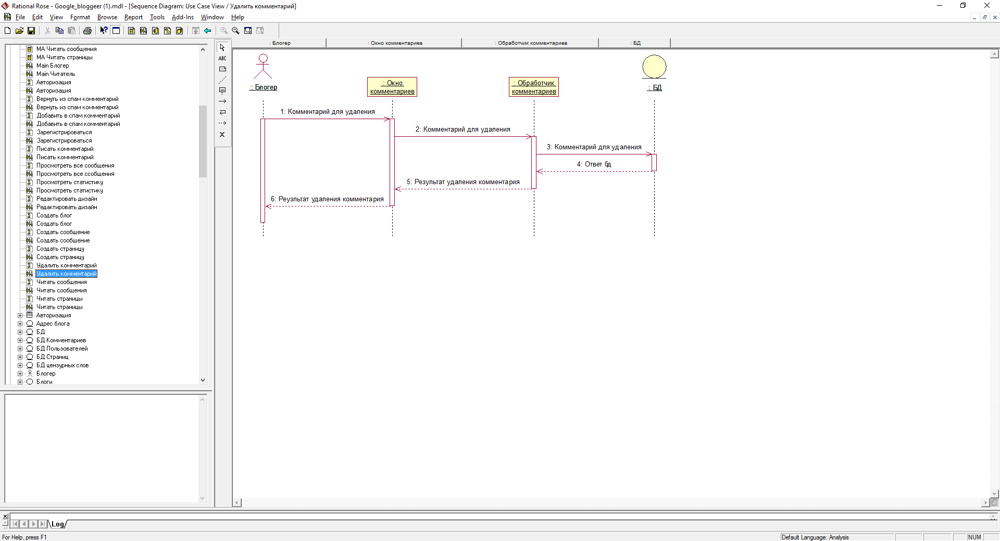 Rational Rose - Google_bloggeer (1).mdl - [Sequence Diagram: Use Case View / Удалить комментарий]
File Edit View Format Browse Report Tools Add-Ins Window Help
: Блогер : Окно комментариев : Обработчик комментариев : БД
МА Читать сообщения
МА Читать страницы
Main Блогер
Main Читатель
Авторизация
Авторизация
Вернуть из спам комментарий
Вернуть из спам комментарий
Добавить в спам комментарий
Добавить в спам комментарий
Зарегистрироваться
Зарегистрироваться
Писать комментарий
Писать комментарий
Просмотреть все сообщения
Просмотреть все ссобщения
Просмотреть статистику
Просмотреть статистику
Редактировать дизайн
Редактировать дизайн
Создать блог
Создать блог
Создать сообщение
Создать сообщение
Создать страницу
Создать страницу
Удалить комментарий
Удалить комментарий
Читать сообщения
Читать сообщения
Читать страницы
Читать страницы
Авторизация
Адрес блога
БД
БД Комментариев
БД Пользователей
БД Страниц
БД цензурных слов
Блогер
Блоги
ABC
: Блогер
: Окно
комментариев
: Обработчик
комментариев
: БД
1: Комментарий для удаления
2: Комментарий для удаления
3: Комментарий для удаления
4: Ответ бд
5: Результат удаления комментария
6: Реузльтат удаления комментария
Log
For Help, press F1
Default Language: Analysis
NUM